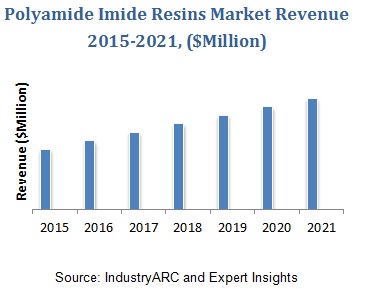 Polyamide Imide Resins Market Revenue
2015-2021, ($Million)
Revenue ($Million)
2015 2016 2017 2018 2019 2020 2021
Source: IndustryARC and Expert Insights